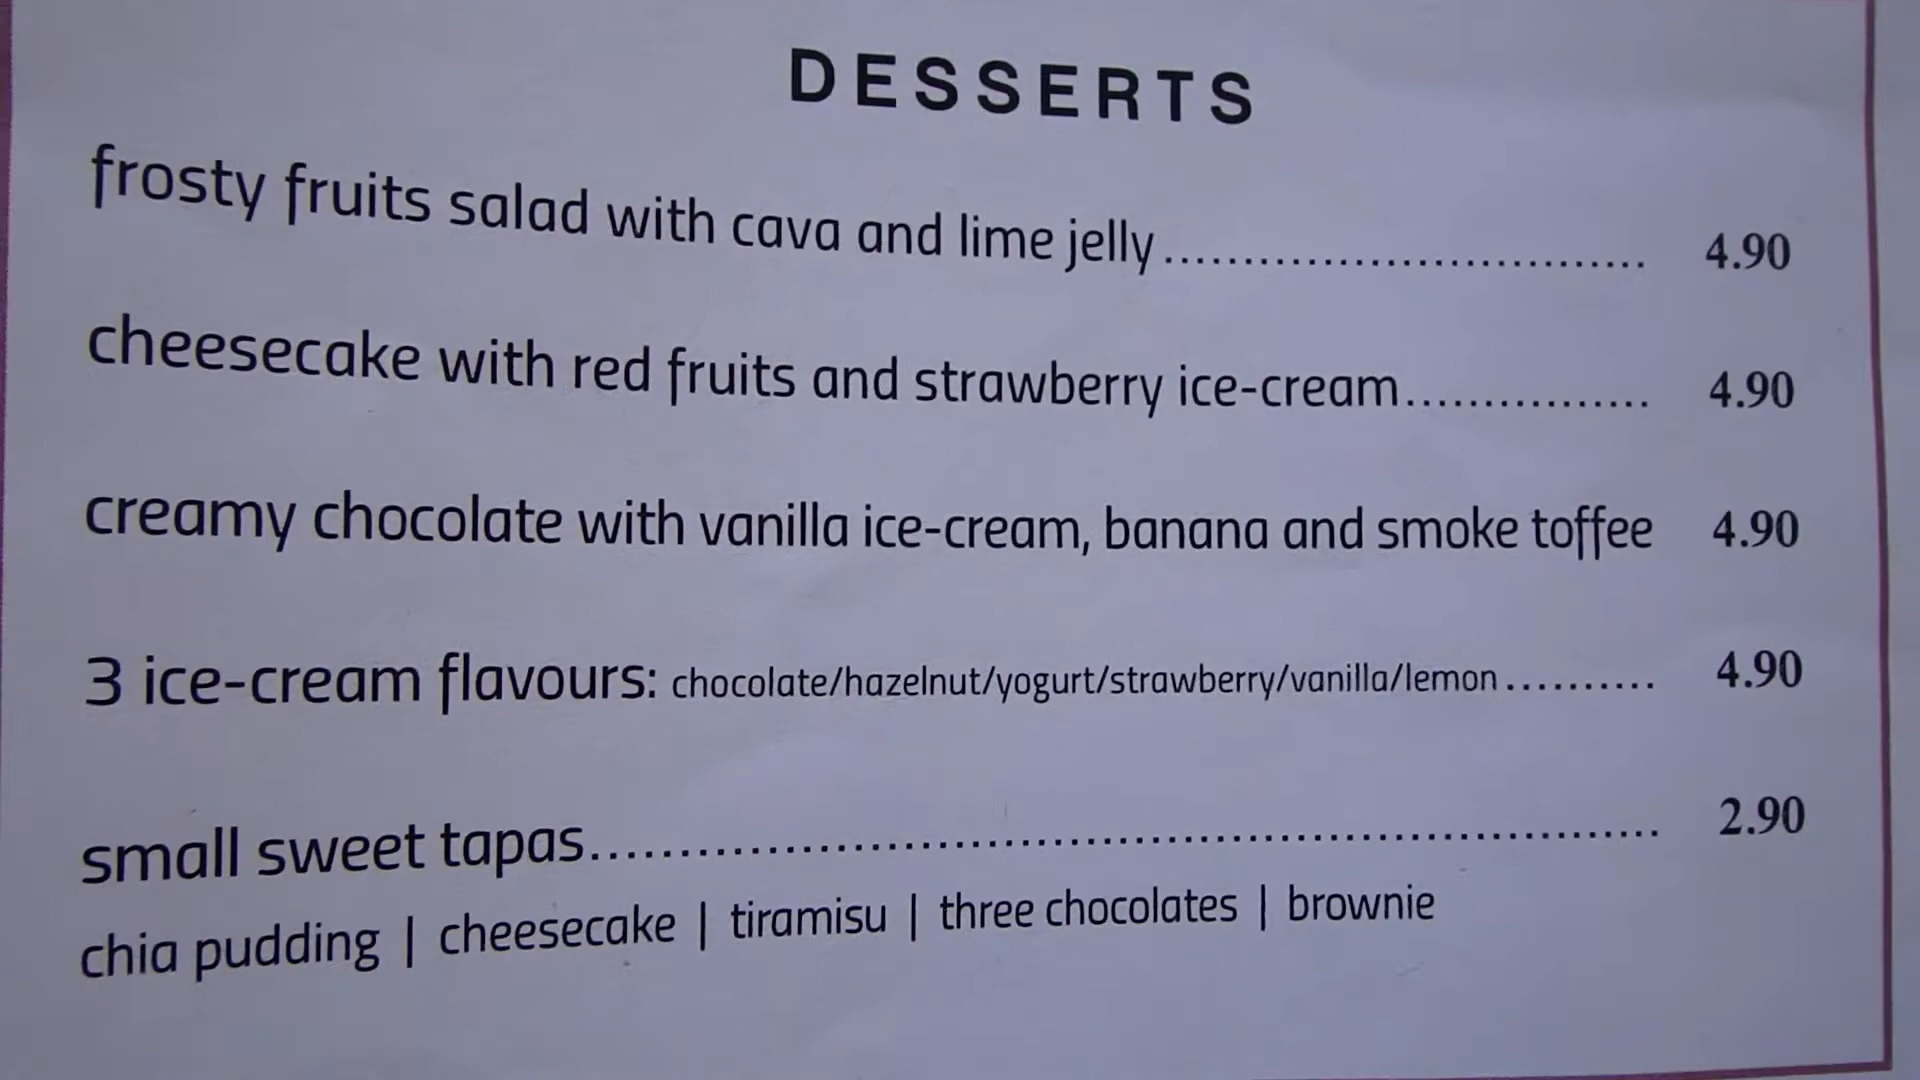 DESSERTS
frosty fruits salad with cava and lime jelly................................ 4.90
cheesecake with red fruits and strawberry ice-cream................ 4.90
creamy chocolate with vanilla ice-cream, banana and smoke toffee 4.90
3 ice-cream flavours: chocolate/hazelnut/yogurt/strawberry/vanilla/lemon.......... 4.90
small sweet tapas...................................................................... 2.90
chia pudding | cheesecake | tiramisu | three chocolates | brownie